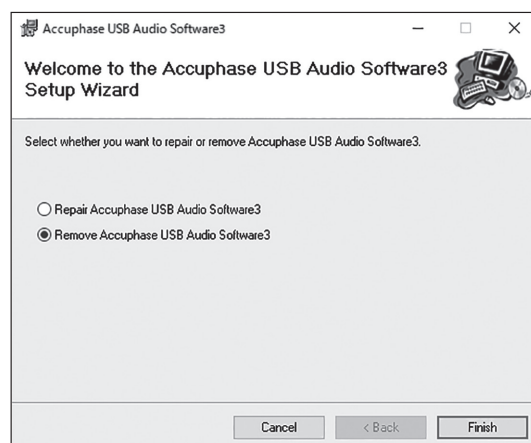 Accuphase USB Audio Software3
Welcome to the Accuphase USB Audio Software3
Setup Wizard
Select whether you want to repair or remove Accuphase USB Audio Software3.
Repair Accuphase USB Audio Software3
Remove Accuphase USB Audio Software3
Cancel
< Back
Finish